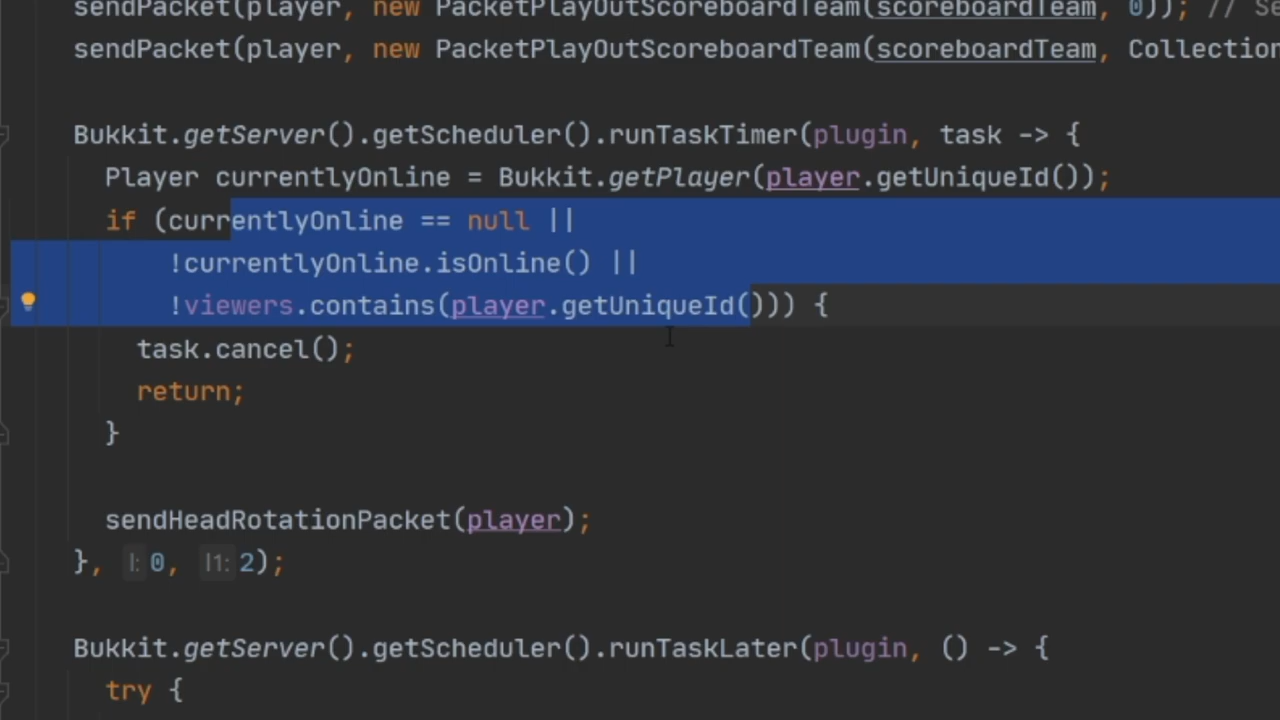 sendPacket(player, new PacketPlayOutScoreboardTeam(scoreboardTeam, 0)); // Se
sendPacket(player, new PacketPlayOutScoreboardTeam(scoreboardTeam, Collection
Bukkit.getServer().getScheduler().runTaskTimer(plugin, task -> {
Player currentlyOnline = Bukkit.getPlayer(player.getUniqueId());
if (currentlyOnline == null ||
!currentlyOnline.isOnline() ||
!viewers.contains(player.getUniqueId())) {
task.cancel();
return;
}
sendHeadRotationPacket(player);
}, l: 0, l1: 2);
Bukkit.getServer().getScheduler().runTaskLater(plugin, () -> {
try {